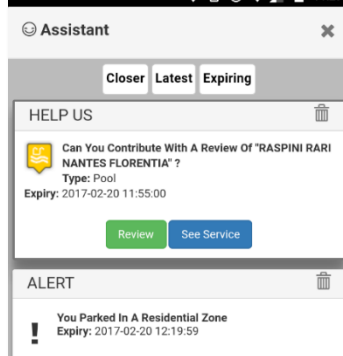 Assistant
Closer Latest Expiring
HELP US
Can You Contribute With A Review Of "RASPINI RARI
NANTES FLORENTIA" ?
Type: Pool
Expiry: 2017-02-20 11:55:00
Review See Service
ALERT
You Parked In A Residential Zone
Expiry: 2017-02-20 12:19:59